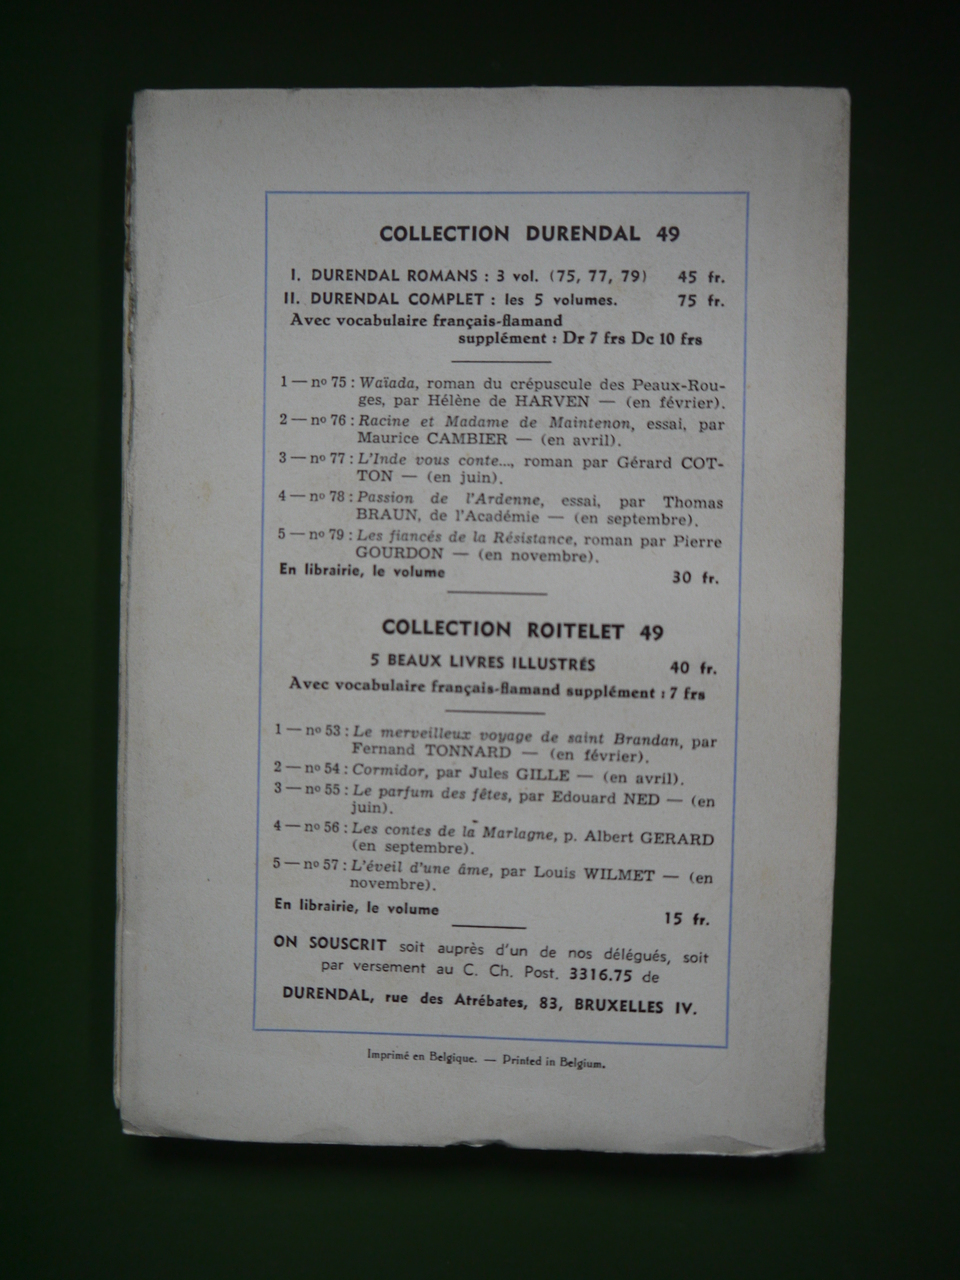 COLLECTION DURENDAL 49
I. DURENDAL ROMANS : 3 vol. (75, 77, 79) 45 fr.
II. DURENDAL COMPLET : les 5 volumes. 75 fr.
Avec vocabulaire français-flamand
supplément : Dr 7 frs Dc 10 frs
1 — no 75 : Waïada, roman du crépuscule des Peaux-Rou-
ges, par Hélène de HARVEN — (en février).
2 — no 76 : Racine et Madame de Maintenon, essai, par
Maurice CAMBIER — (en avril).
3 — no 77 : L'Inde vous conte..., roman par Gérard COT-
TON — (en juin).
4 — no 78 : Passion de l'Ardenne, essai, par Thomas
BRAUN, de l'Académie — (en septembre).
5 — no 79 : Les fiancés de la Résistance, roman par Pierre
GOURDON — (en novembre).
En librairie, le volume 30 fr.
COLLECTION ROITELET 49
5 BEAUX LIVRES ILLUSTRÉS 40 fr.
Avec vocabulaire français-flamand supplément : 7 frs
1 — no 53 : Le merveilleux voyage de saint Brandan, par
Fernand TONNARD — (en février).
2 — no 54 : Cormidor, par Jules GILLE — (en avril).
3 — no 55 : Le parfum des fêtes, par Edouard NED — (en
juin).
4 — no 56 : Les contes de la Marlagne, p. Albert GERARD
(en septembre).
5 — no 57 : L'éveil d'une âme, par Louis WILMET — (en
novembre).
En librairie, le volume 15 fr.
ON SOUSCRIT soit auprès d'un de nos délégués, soit
par versement au C. Ch. Post. 3316.75 de
DURENDAL, rue des Atrébates, 83, BRUXELLES IV.
Imprimé en Belgique. — Printed in Belgium.